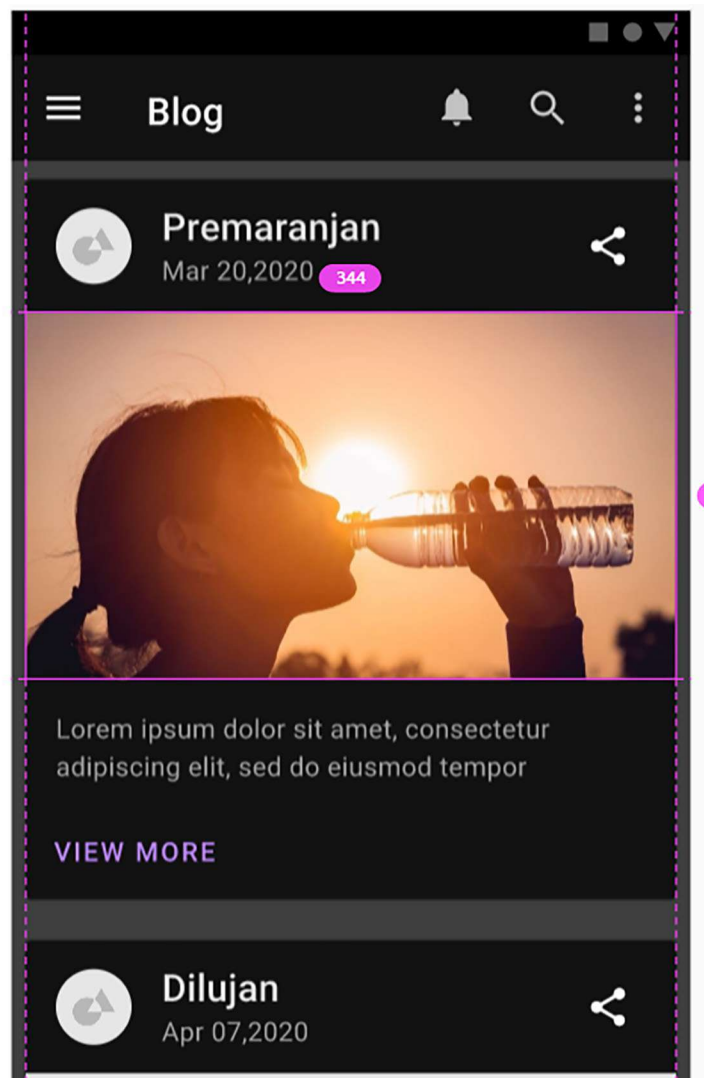 Blog
Premaranjan
Mar 20,2020
344
Lorem ipsum dolor sit amet, consectetur
adipiscing elit, sed do eiusmod tempor
VIEW MORE
Dilujan
Apr 07,2020